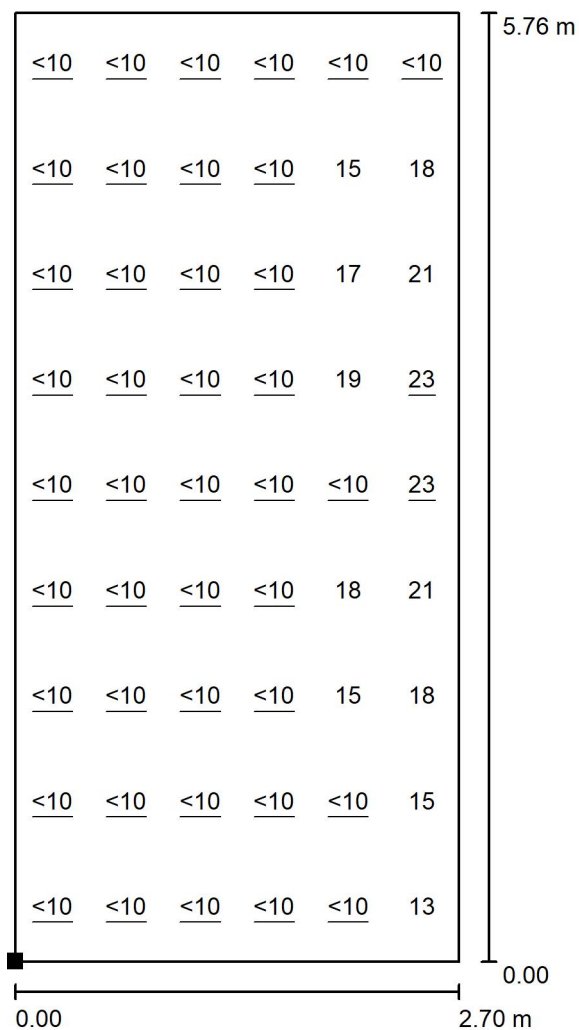 5.76 m
<10 <10 <10 <10 <10 <10
<10 <10 <10 <10 15 18
<10 <10 <10 <10 17 21
<10 <10 <10 <10 19 23
<10 <10 <10 <10 <10 23
<10 <10 <10 <10 18 21
<10 <10 <10 <10 15 18
<10 <10 <10 <10 <10 15
<10 <10 <10 <10 <10 13
0.00
0.00 2.70 m